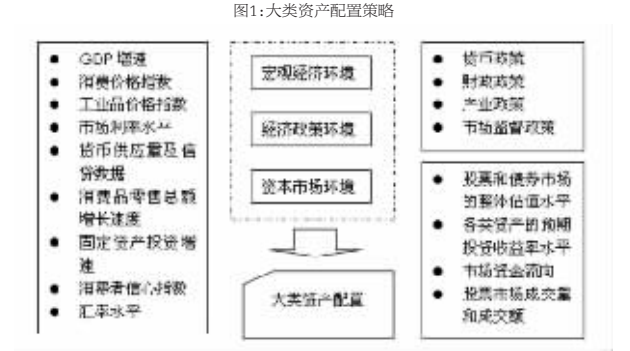 图1:大类资产配置策略
GDP 增速
消费价格指数
工业品价格指数
市场利率水平
货币供应量及信
贷数据
消费品零售总额
增长速度
固定资产投资增
速
消费者信心指数
汇率水平
宏观经济环境
经济政策环境
资本市场环境
大类资产配置
货币政策
财政政策
产业政策
市场监督政策
股票和债券市场
的整体估值水平
各类资产的预期
投资收益率水平
市场资金流向
股票市场成交量
和成交额